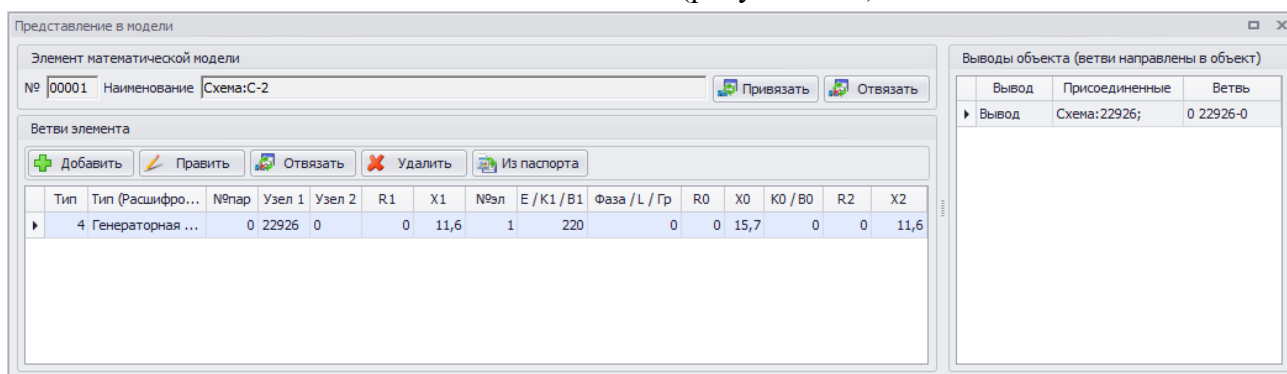 Представление в модели
Элемент математической модели
№ 00001 Наименование Схема:С-2 Привязать Отвязать
Ветви элемента
Добавить Править Отвязать Удалить Из паспорта
Тип Тип (Расшифро... №пар Узел 1 Узел 2 R1 X1 №эл E / K1 / B1 Фаза / L / Гр R0 X0 K0 / B0 R2 X2
4 Генераторная ... 0 22926 0 0 11,6 1 220 0 0 15,7 0 0 11,6
Выводы объекта (ветви направлены в объект)
Вывод Присоединенные Ветвь
Вывод Схема:22926; 0 22926-0